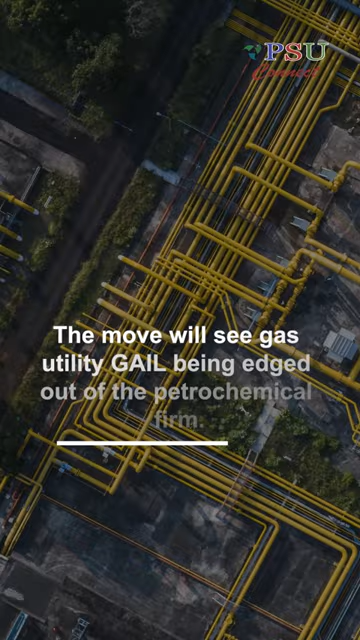 PSU
Connect
The move will see gas
utility GAIL being edged
out of the petrochemical
firm.